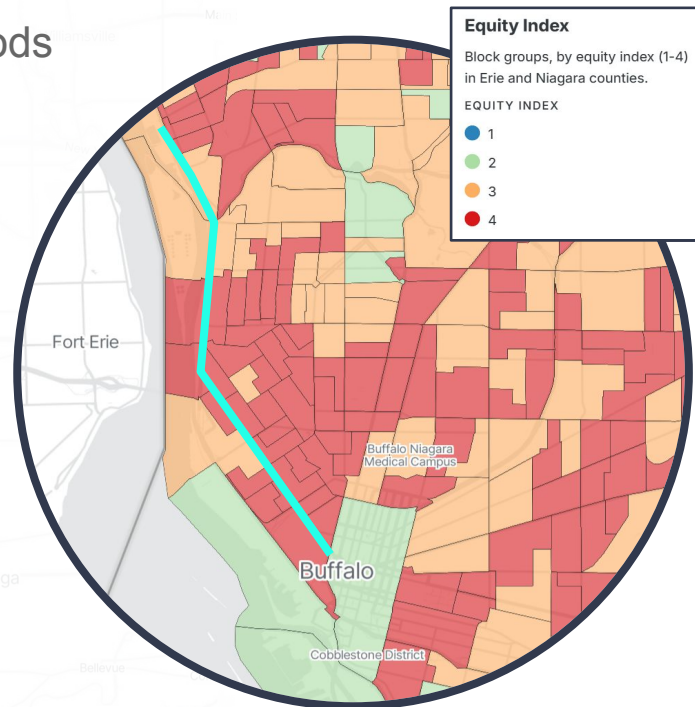 ods
Equity Index
Block groups, by equity index (1-4)
in Erie and Niagara counties.
EQUITY INDEX
1
2
3
4
Fort Erie
Buffalo Niagara
Medical Campus
Buffalo
Cobblestone District
Bellevue